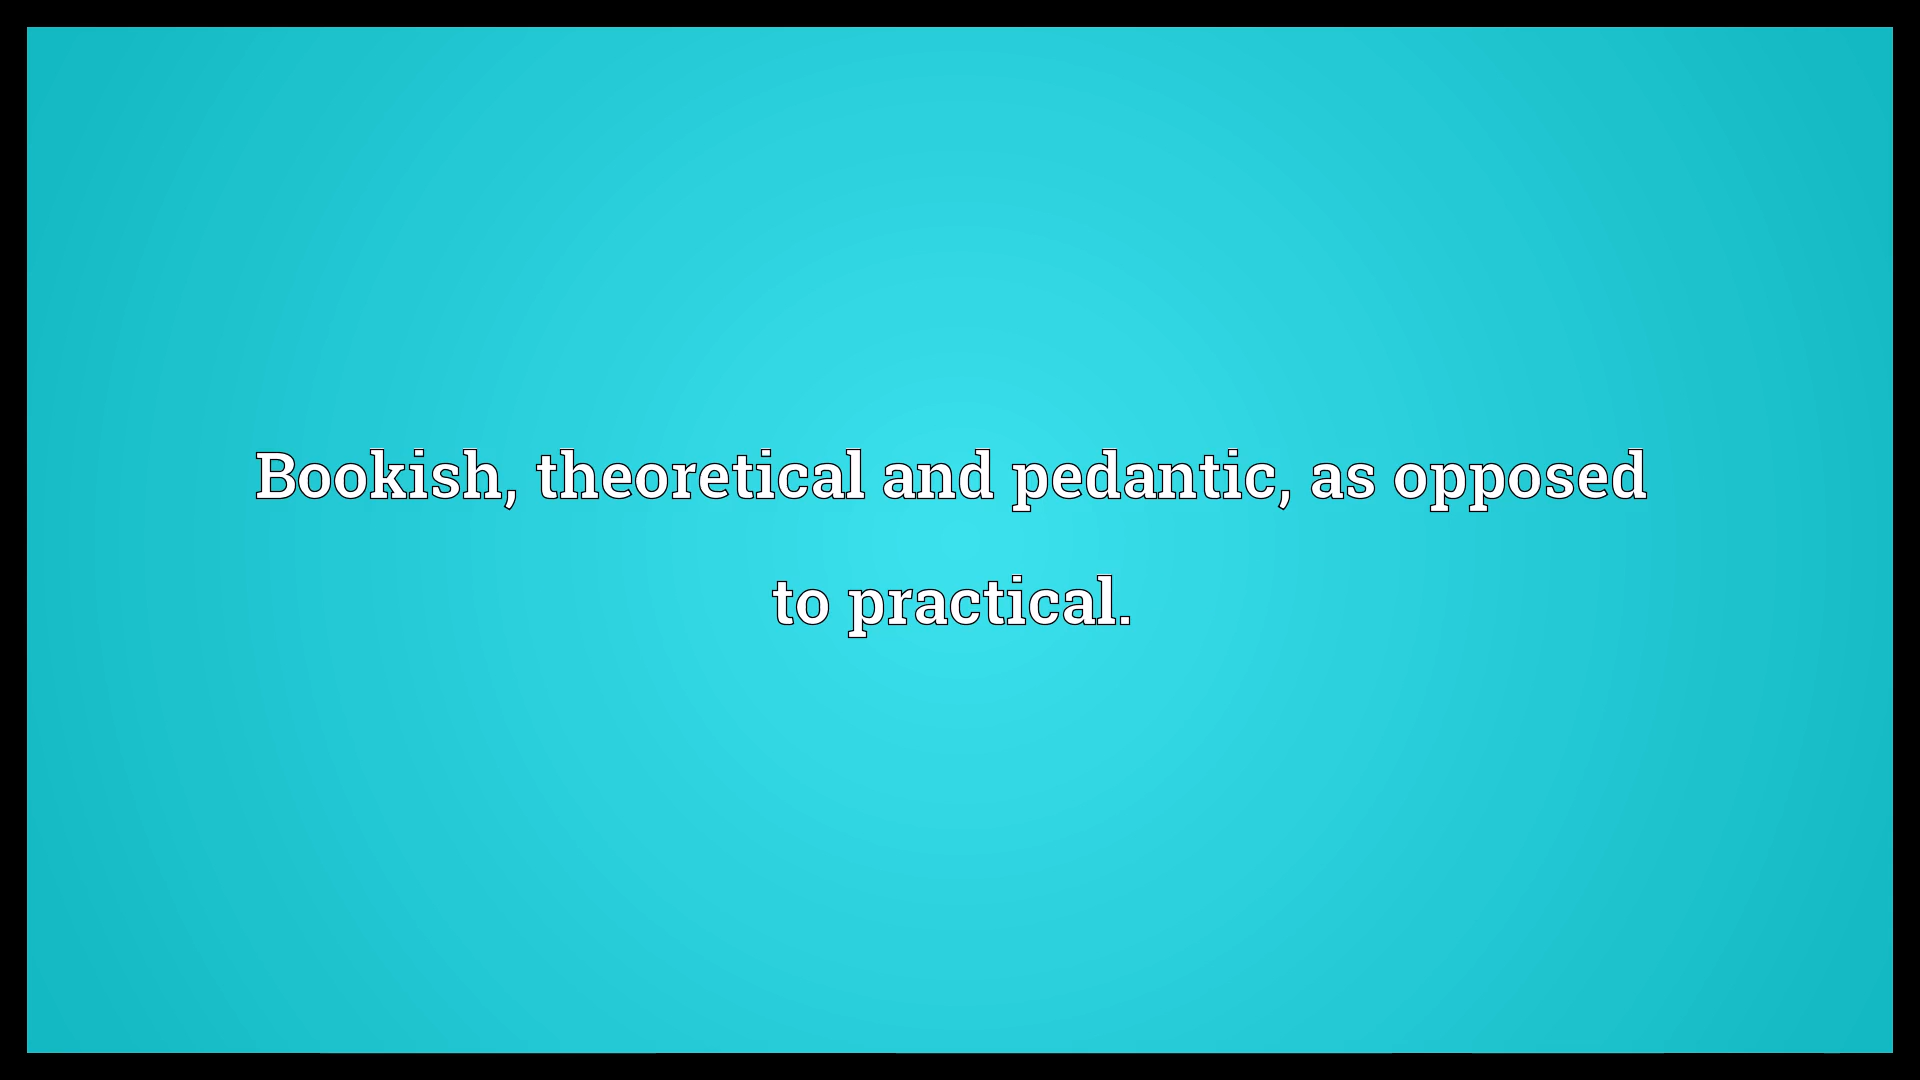 Bookish, theoretical and pedantic, as opposed
to practical.